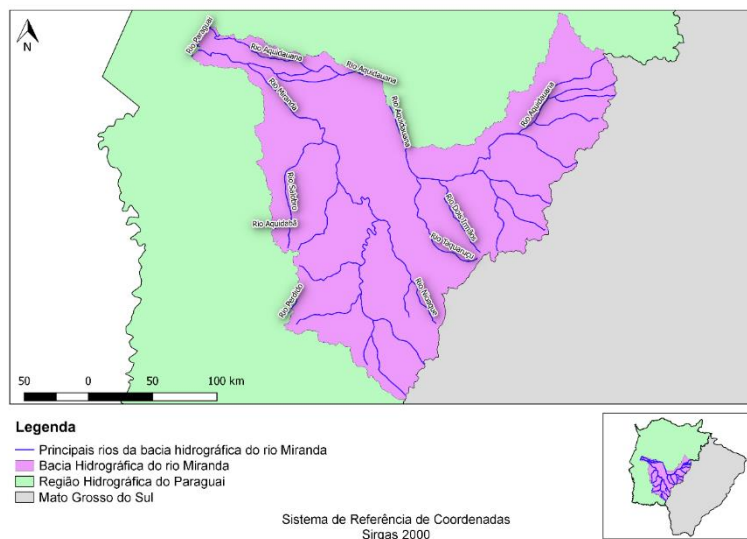 N
Rio Paraguai
Rio Aquidauana
Rio Aquidauana
Rio Miranda
Rio Aquidauana
Rio Aquidauana
Rio Salobro
Rio Aquidabã
Rio Dois Irmãos
Rio Taquaruçu
Rio Perdido
Rio Nioaque
50 0 50 100 km
Legenda
Principais rios da bacia hidrográfica do rio Miranda
Bacia Hidrográfica do rio Miranda
Região Hidrográfica do Paraguai
Mato Grosso do Sul
Sistema de Referência de Coordenadas
Sirgas 2000